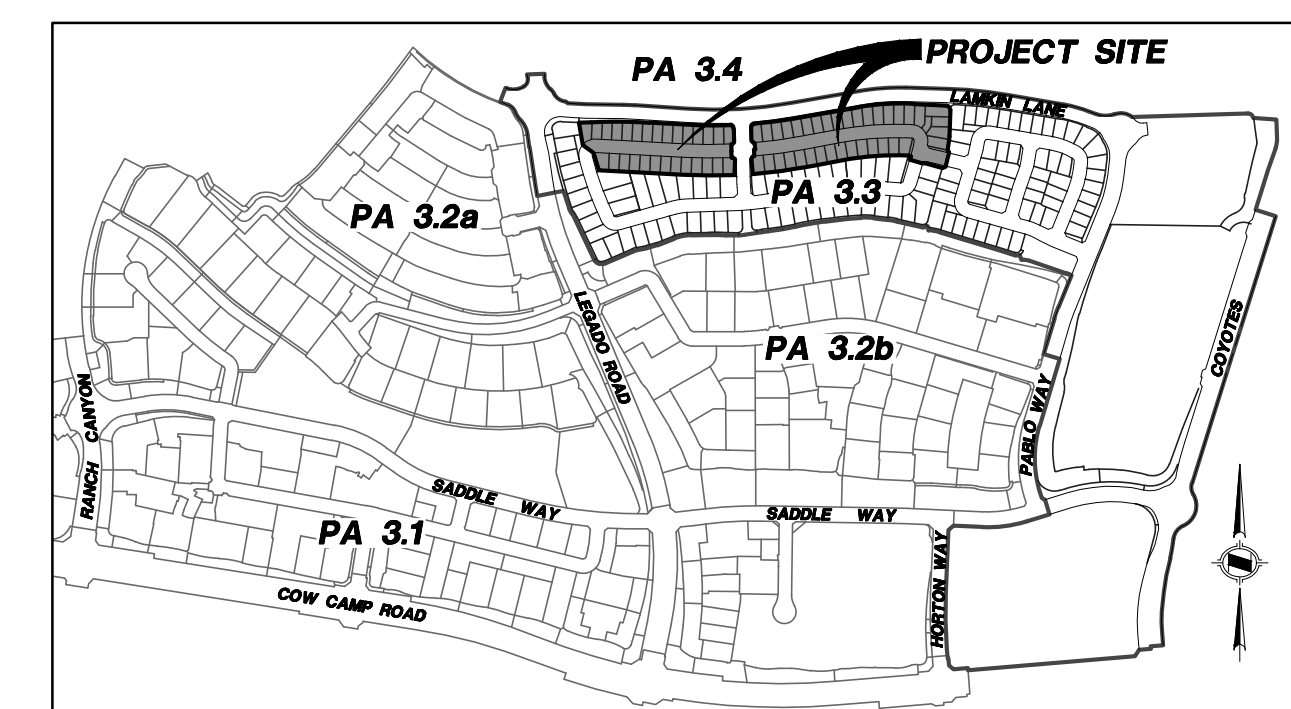 PROJECT SITE
PA 3.4
LAMKIN LANE
PA 3.3
PA 3.2a
LEGADO ROAD
COYOTES
PA 3.2b
RANCH CANYON
PABLO WAY
SADDLE WAY
SADDLE WAY
PA 3.1
HORTON WAY
COW CAMP ROAD